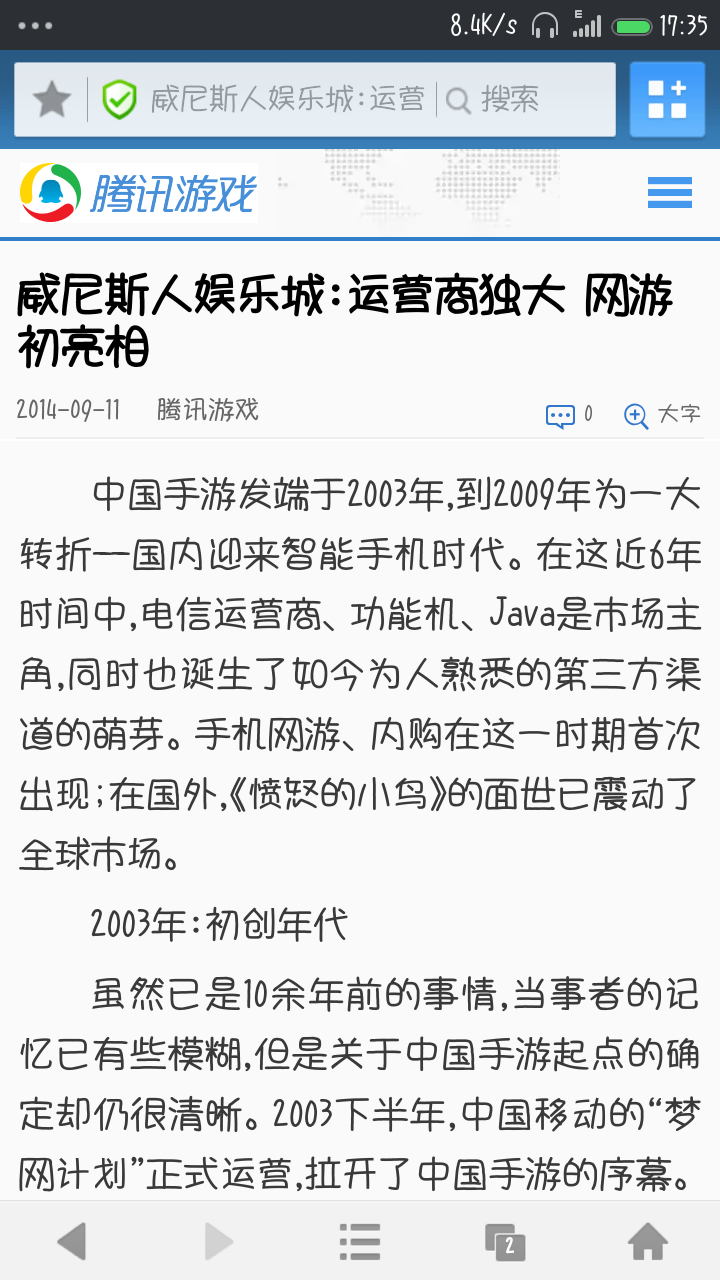 8.4K/s E 17:35
威尼斯人娱乐城:运营 搜索
腾讯游戏
威尼斯人娱乐城:运营商独大 网游
初亮相
2014-09-11 腾讯游戏 0 大字
中国手游发端于2003年,到2009年为一大
转折—国内迎来智能手机时代。在这近6年
时间中,电信运营商、功能机、Java是市场主
角,同时也诞生了如今为人熟悉的第三方渠
道的萌芽。手机网游、内购在这一时期首次
出现;在国外,《愤怒的小鸟》的面世已震动了
全球市场。
2003年:初创年代
虽然已是10余年前的事情,当事者的记
忆已有些模糊,但是关于中国手游起点的确
定却仍很清晰。2003下半年,中国移动的“梦
网计划”正式运营,拉开了中国手游的序幕。
2